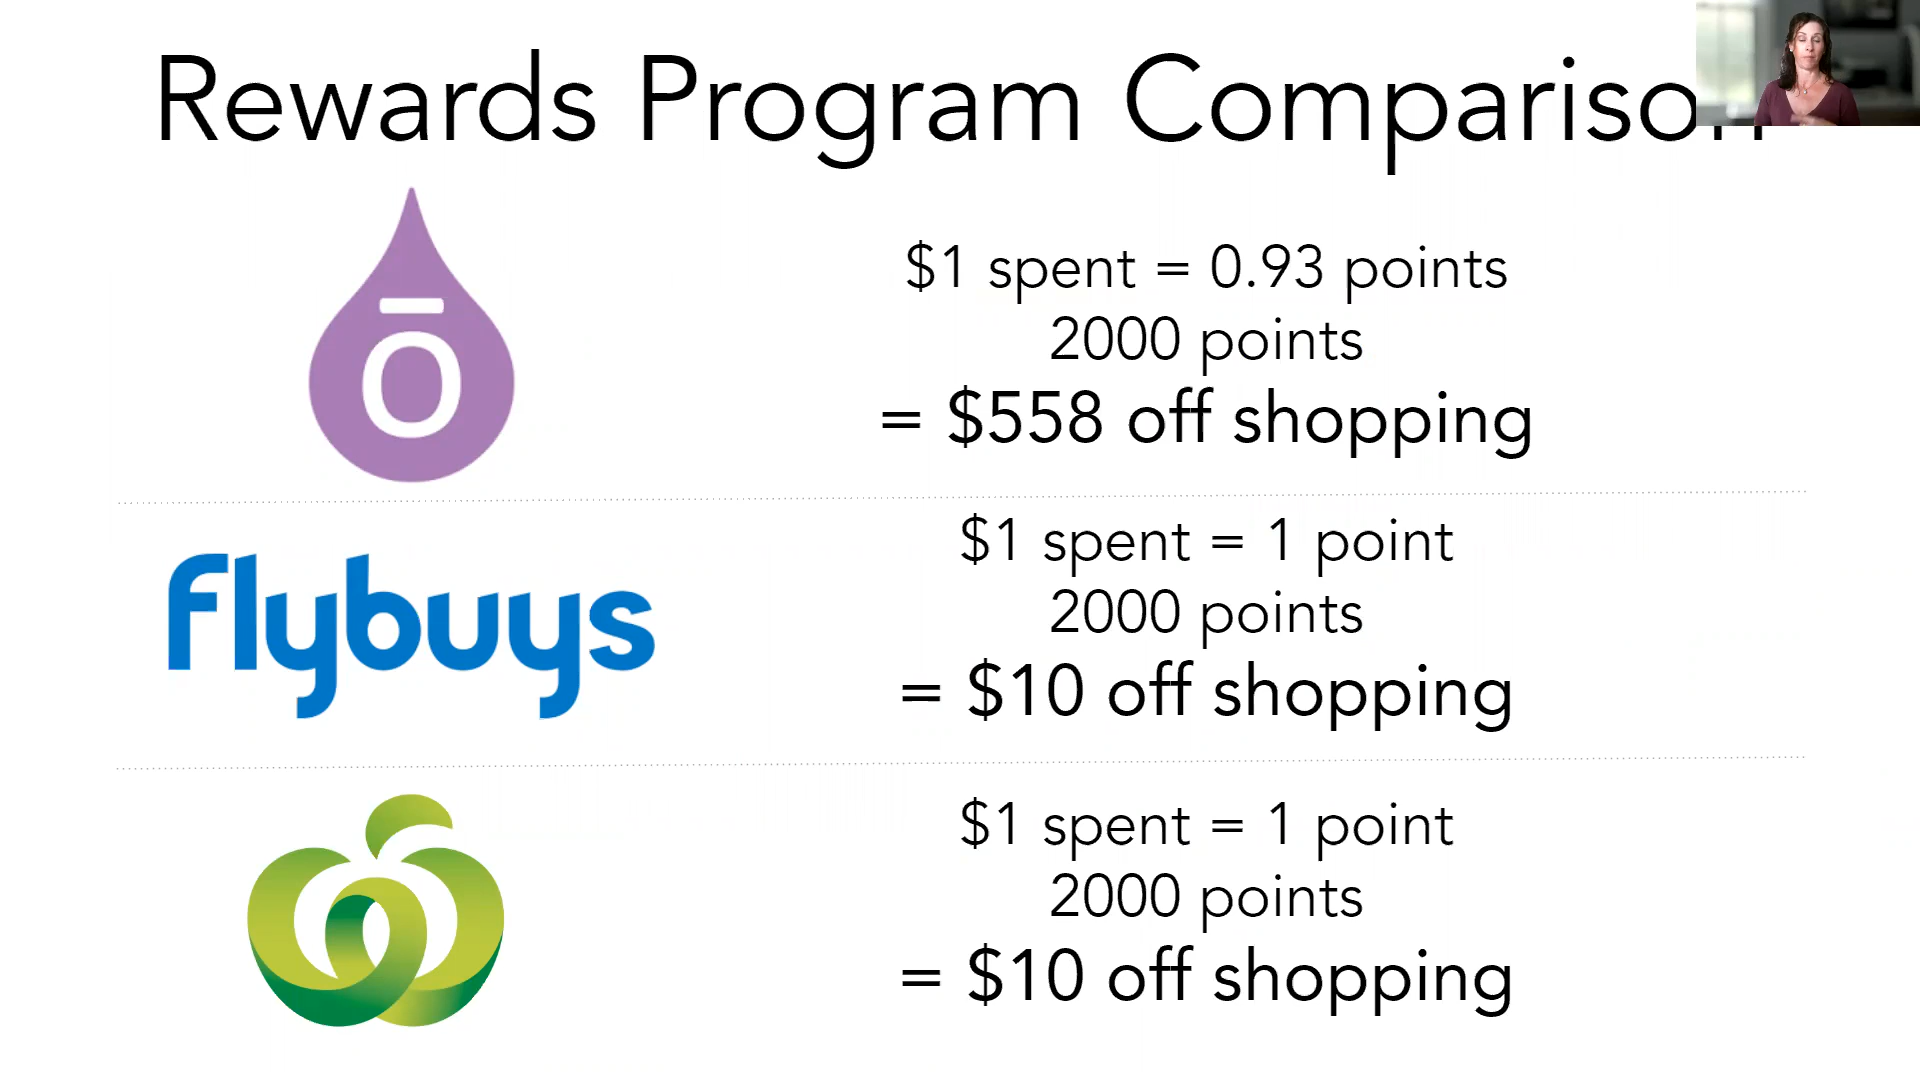 Rewards Program Comparison
ō
$1 spent = 0.93 points
2000 points
= $558 off shopping
flybuys
$1 spent = 1 point
2000 points
= $10 off shopping
$1 spent = 1 point
2000 points
= $10 off shopping